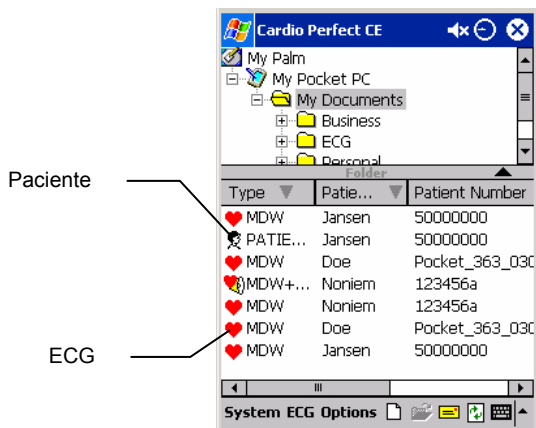 Cardio Perfect CE
My Palm
My Pocket PC
My Documents
Business
ECG
Personal
Folder
Type Patie... Patient Number
MDW Jansen 50000000
PATIE... Jansen 50000000
MDW Doe Pocket_363_030
MDW+... Noniem 123456a
MDW Noniem 123456a
MDW Doe Pocket_363_030
MDW Jansen 50000000
System ECG Options
Paciente
ECG